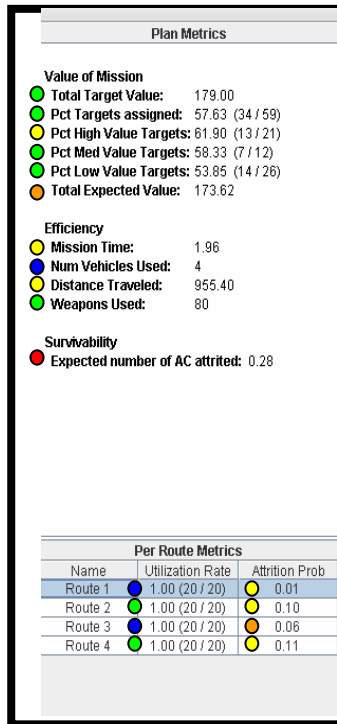 Plan Metrics
Value of Mission
Total Target Value: 179.00
Pct Targets assigned: 57.63 (34 / 59)
Pct High Value Targets: 61.90 (13 / 21)
Pct Med Value Targets: 58.33 (7 / 12)
Pct Low Value Targets: 53.85 (14 / 26)
Total Expected Value: 173.62
Efficiency
Mission Time: 1.96
Num Vehicles Used: 4
Distance Traveled: 955.40
Weapons Used: 80
Survivability
Expected number of AC attrited: 0.28
Per Route Metrics
Name Utilization Rate Attrition Prob
Route 1 1.00 (20 / 20) 0.01
Route 2 1.00 (20 / 20) 0.10
Route 3 1.00 (20 / 20) 0.06
Route 4 1.00 (20 / 20) 0.11